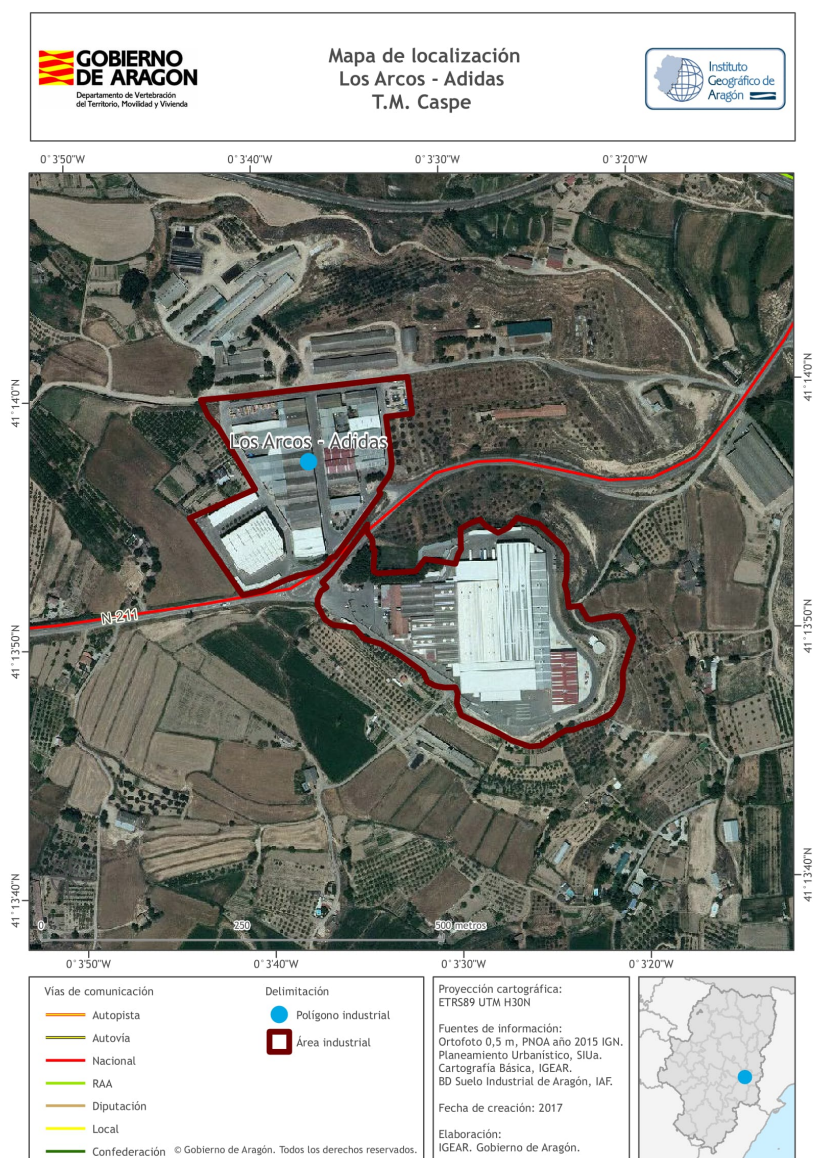 GOBIERNO
DE ARAGON
Departamento de Vertebración
del Territorio, Movilidad y Vivienda
Mapa de localización
Los Arcos - Adidas
T.M. Caspe
Instituto
Geográfico de
Aragón
0°3'50"W
0°3'40"W
0°3'30"W
0°3'20"W
41°14'0"N
41°14'0"N
Los Arcos - Adidas
N-211
41°13'50"N
41°13'50"N
41°13'40"N
41°13'40"N
0
250
500 metros
0°3'50"W
0°3'40"W
0°3'30"W
0°3'20"W
Vías de comunicación
Autopista
Autovía
Nacional
RAA
Diputación
Local
Confederación
Delimitación
Polígono industrial
Área industrial
© Gobierno de Aragón. Todos los derechos reservados.
Proyección cartográfica:
ETRS89 UTM H30N
Fuentes de información:
Ortofoto 0,5 m, PNOA año 2015 IGN.
Planeamiento Urbanístico, SIUa.
Cartografía Básica, IGEAR.
BD Suelo Industrial de Aragón, IAF.
Fecha de creación: 2017
Elaboración:
IGEAR. Gobierno de Aragón.